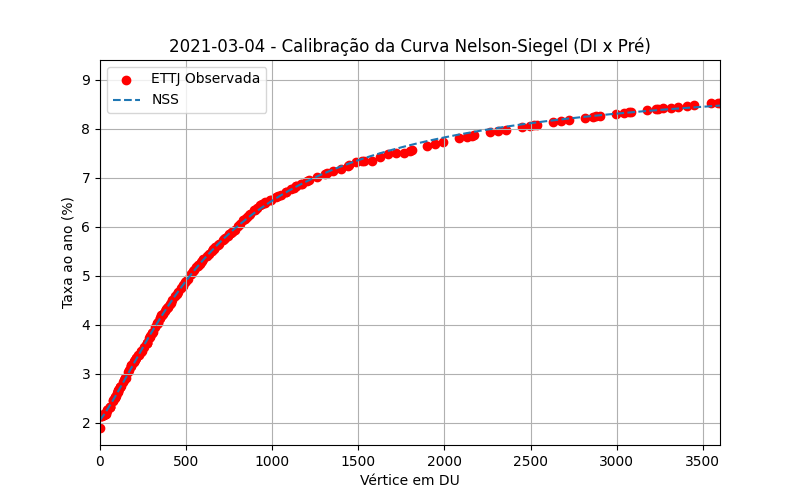 2021-03-04 - Calibração da Curva Nelson-Siegel (DI x Pré)
ETTJ Observada
NSS
9
8
7
6
5
4
3
2
Taxa ao ano (%)
0 500 1000 1500 2000 2500 3000 3500
Vértice em DU